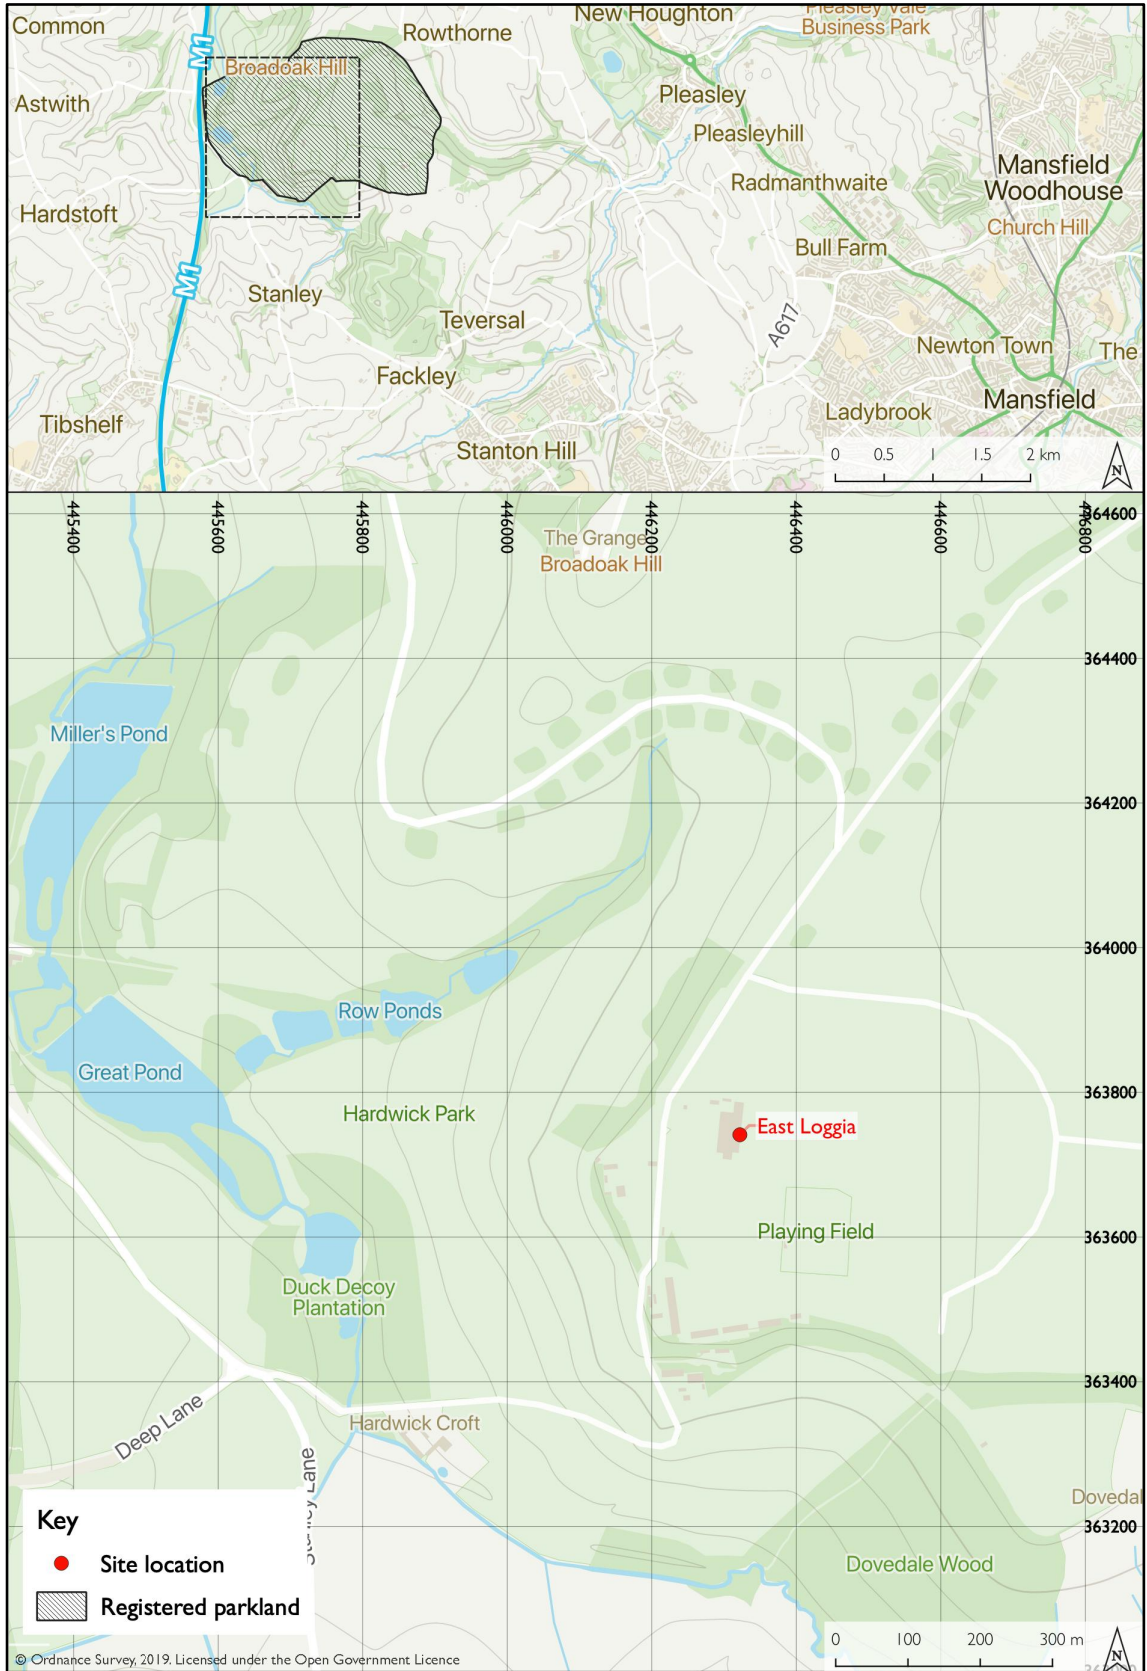 Common
M1
Broadoak Hill
Rowthorne
New Houghton
Pleasley Vale
Business Park
Astwith
Pleasley
Pleasleyhill
Mansfield
Woodhouse
Radmanthwaite
Hardstoft
Church Hill
Bull Farm
M1
Stanley
Teversal
A617
Newton Town
The
Fackley
Mansfield
Ladybrook
Tibshelf
Stanton Hill
0 0.5 1 1.5 2 km
N
445400 445600 445800 446000 446200 446400 446600 446800
364600
The Grange
Broadoak Hill
364400
Miller's Pond
364200
364000
Row Ponds
Great Pond
363800
Hardwick Park
East Loggia
Playing Field
363600
Duck Decoy
Plantation
363400
Deep Lane
Hardwick Croft
Lane
Dovedal
363200
Key
Dovedale Wood
Site location
Registered parkland
0 100 200 300 m
N
© Ordnance Survey, 2019. Licensed under the Open Government Licence